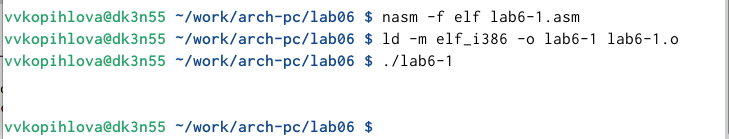 vvkopihlova@dk3n55 ~/work/arch-pc/lab06 $ nasm -f elf lab6-1.asm
vvkopihlova@dk3n55 ~/work/arch-pc/lab06 $ ld -m elf_i386 -o lab6-1 lab6-1.o
vvkopihlova@dk3n55 ~/work/arch-pc/lab06 $ ./lab6-1
vvkopihlova@dk3n55 ~/work/arch-pc/lab06 $